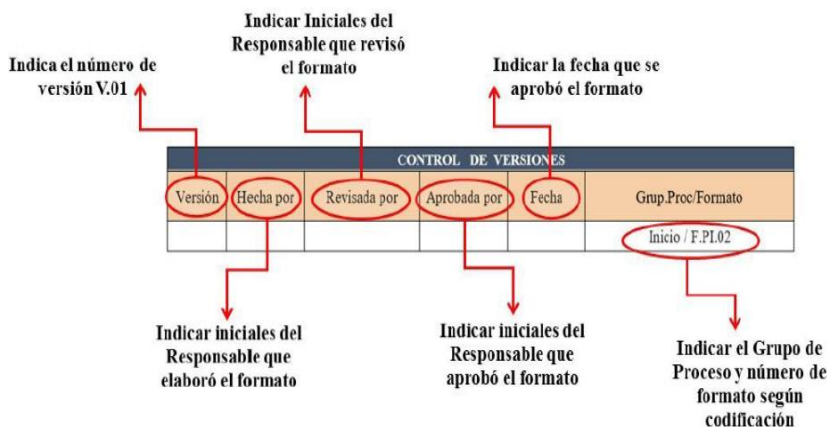 Indicar Iniciales del
Responsable que revisó
el formato
Indica el número de
versión V.01
Indicar la fecha que se
aprobó el formato
CONTROL DE VERSIONES
Versión Hecha por Revisada por Aprobada por Fecha Grup.Proc/Formato
Inicio / F.PI.02
Indicar iniciales del
Responsable que
elaboró el formato
Indicar iniciales del
Responsable que
aprobó el formato
Indicar el Grupo de
Proceso y número de
formato según
codificación